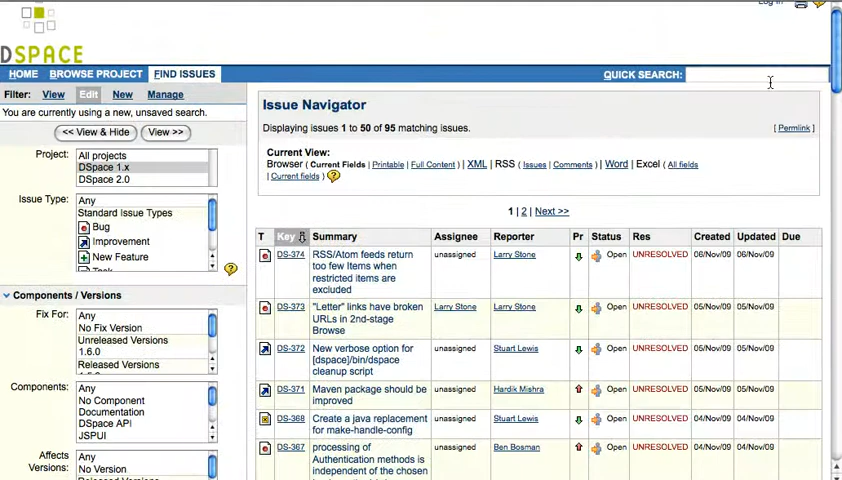 Log In
DSPACE
HOME BROWSE PROJECT FIND ISSUES QUICK SEARCH:
Filter: View Edit New Manage
You are currently using a new, unsaved search.
<< View & Hide View >>
Project: All projects
DSpace 1.x
DSpace 2.0
Issue Type: Any
Standard Issue Types
Bug
Improvement
New Feature
Components / Versions
Fix For: Any
No Fix Version
Unreleased Versions
1.6.0
Released Versions
Components: Any
No Component
Documentation
DSpace API
JSPUI
Affects Versions: Any
No Version
Issue Navigator
Displaying issues 1 to 50 of 95 matching issues.
[ Permlink ]
Current View:
Browser ( Current Fields | Printable | Full Content ) | XML | RSS ( Issues | Comments ) | Word | Excel ( All fields
| Current fields )
1 | 2 | Next >>
T Key Summary Assignee Reporter Pr Status Res Created Updated Due
DS-374 RSS/Atom feeds return unassigned Larry Stone Open UNRESOLVED 06/Nov/09 06/Nov/09
too few Items when
restricted items are
excluded
DS-373 "Letter" links have broken Larry Stone Larry Stone Open UNRESOLVED 05/Nov/09 05/Nov/09
URLs in 2nd-stage
Browse
DS-372 New verbose option for unassigned Stuart Lewis Open UNRESOLVED 05/Nov/09 05/Nov/09
[dspace]/bin/dspace
cleanup script
DS-371 Maven package should be unassigned Hardik Mishra Open UNRESOLVED 05/Nov/09 05/Nov/09
improved
DS-368 Create a java replacement unassigned Stuart Lewis Open UNRESOLVED 04/Nov/09 04/Nov/09
for make-handle-config
DS-367 processing of unassigned Ben Bosman Open UNRESOLVED 04/Nov/09 04/Nov/09
Authentication methods is
independent of the chosen